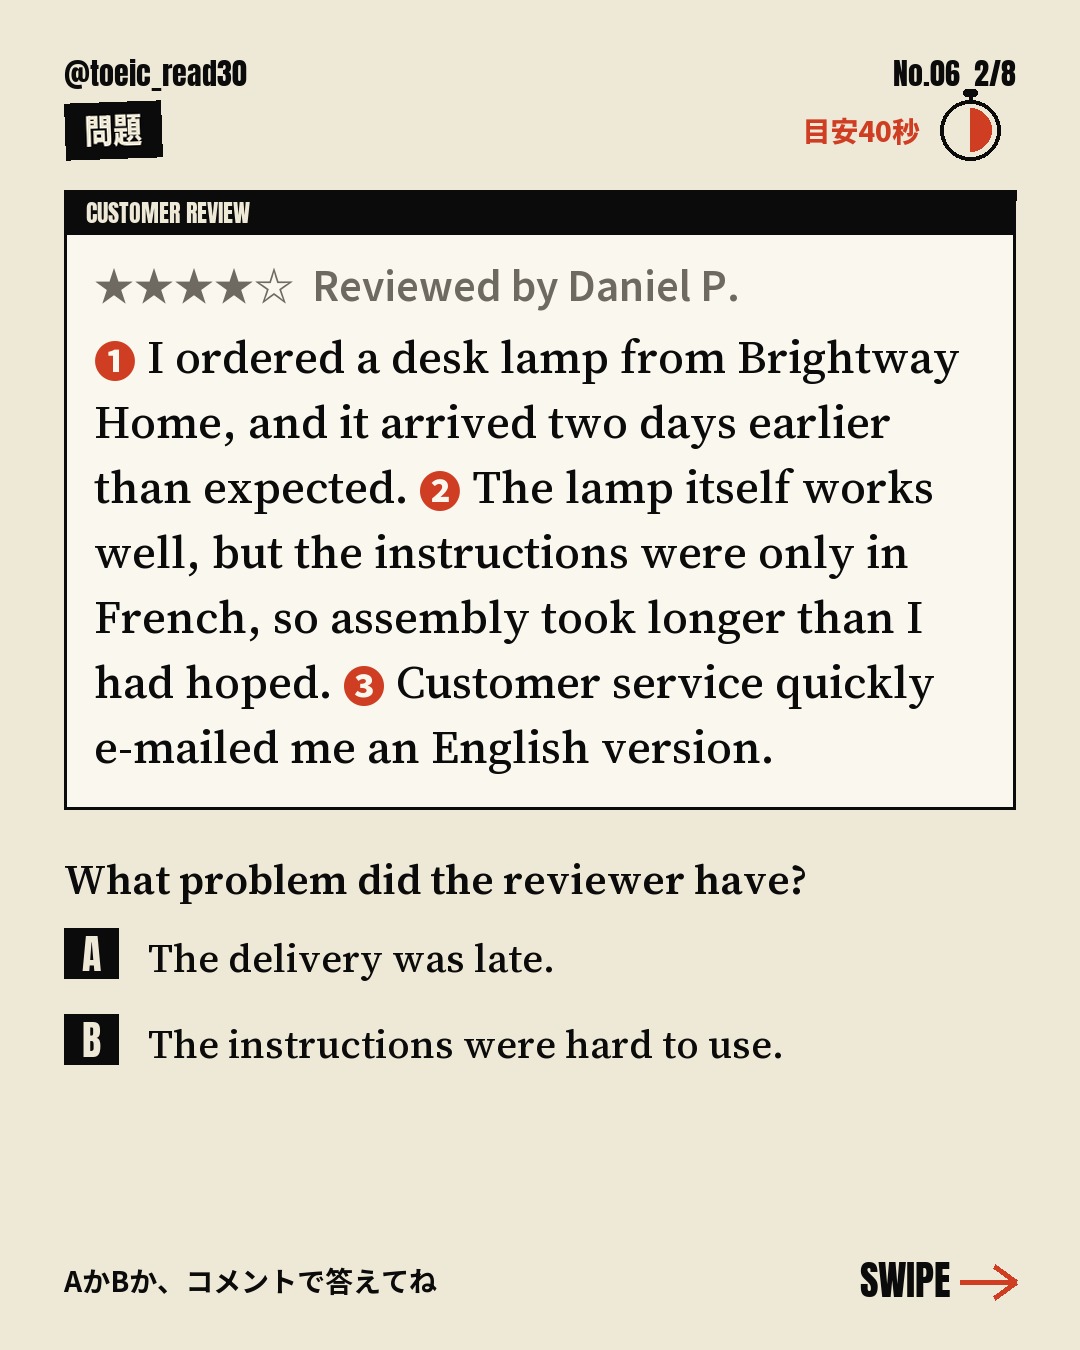 @toeic_read30
No.06 2/8
問題
目安40秒
CUSTOMER REVIEW
★★★★☆ Reviewed by Daniel P.
❶ I ordered a desk lamp from Brightway
Home, and it arrived two days earlier
than expected. ❷ The lamp itself works
well, but the instructions were only in
French, so assembly took longer than I
had hoped. ❸ Customer service quickly
e-mailed me an English version.
What problem did the reviewer have?
A The delivery was late.
B The instructions were hard to use.
AかBか、コメントで答えてね
SWIPE →